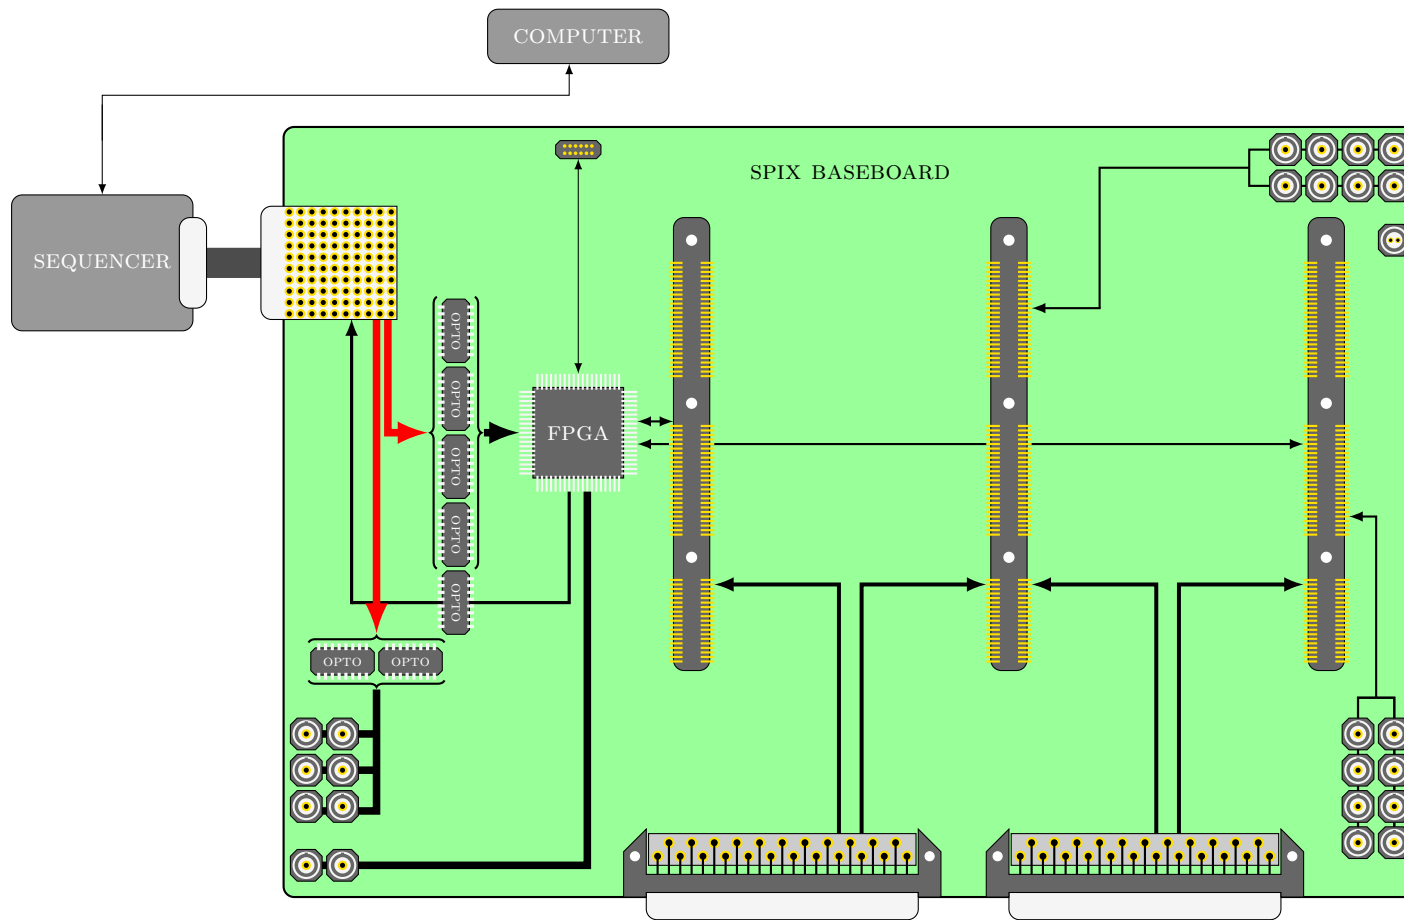 COMPUTER
SPIX BASEBOARD
SEQUENCER
OPTO
OPTO
FPGA
OPTO
OPTO
OPTO
OPTO OPTO